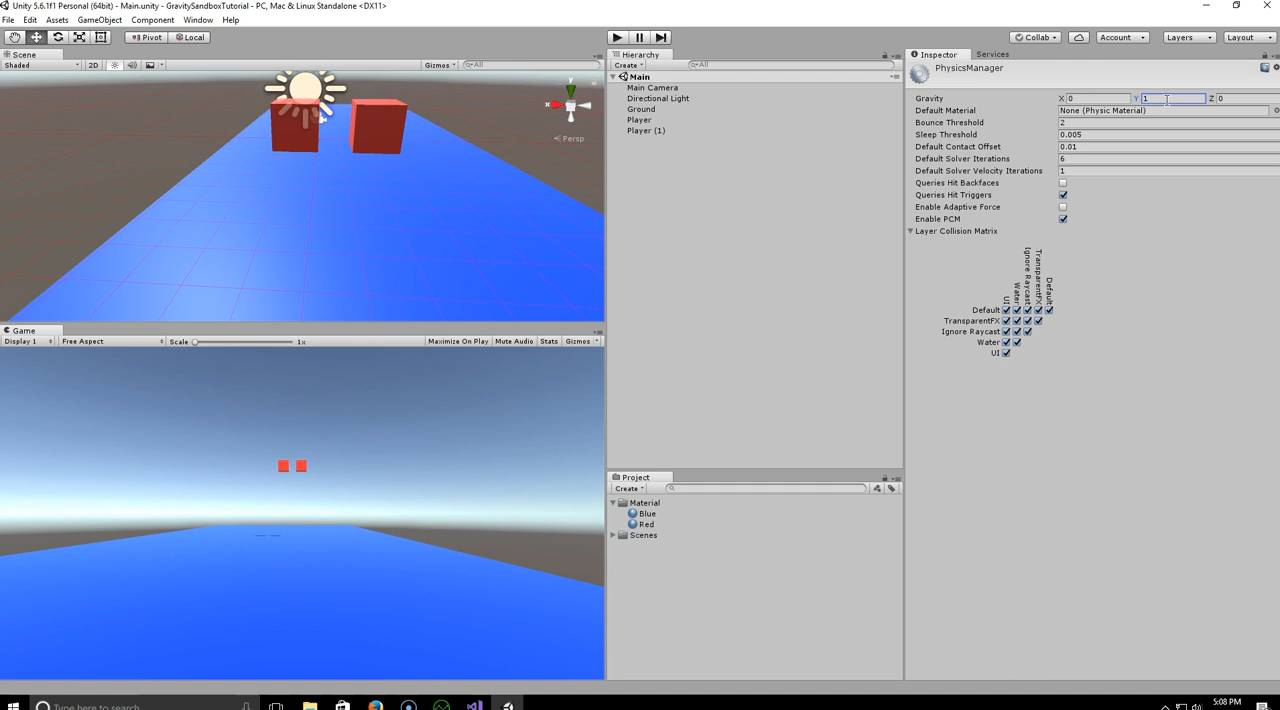 Unity 5.6.1f1 Personal (64bit) - Main.unity - GravitySandboxTutorial - PC, Mac & Linux Standalone <DX11>
File Edit Assets GameObject Component Window Help
Pivot Local Collab Account Layers Layout
Scene
Shaded 2D Gizmos All
y
x
Persp
Game
Display 1 Free Aspect Scale 1x Maximize On Play Mute Audio Stats Gizmos
Hierarchy
Create All
Main
Main Camera
Directional Light
Ground
Player
Player (1)
Project
Create
Material
Blue
Red
Scenes
Inspector Services
PhysicsManager
Gravity X 0 Y 1 Z 0
Default Material None (Physic Material)
Bounce Threshold 2
Sleep Threshold 0.005
Default Contact Offset 0.01
Default Solver Iterations 6
Default Solver Velocity Iterations 1
Queries Hit Backfaces
Queries Hit Triggers
Enable Adaptive Force
Enable PCM
Layer Collision Matrix
Default
TransparentFX
Ignore Raycast
Water
UI
Default
TransparentFX
Ignore Raycast
Water
UI
Type here to search
5:08 PM